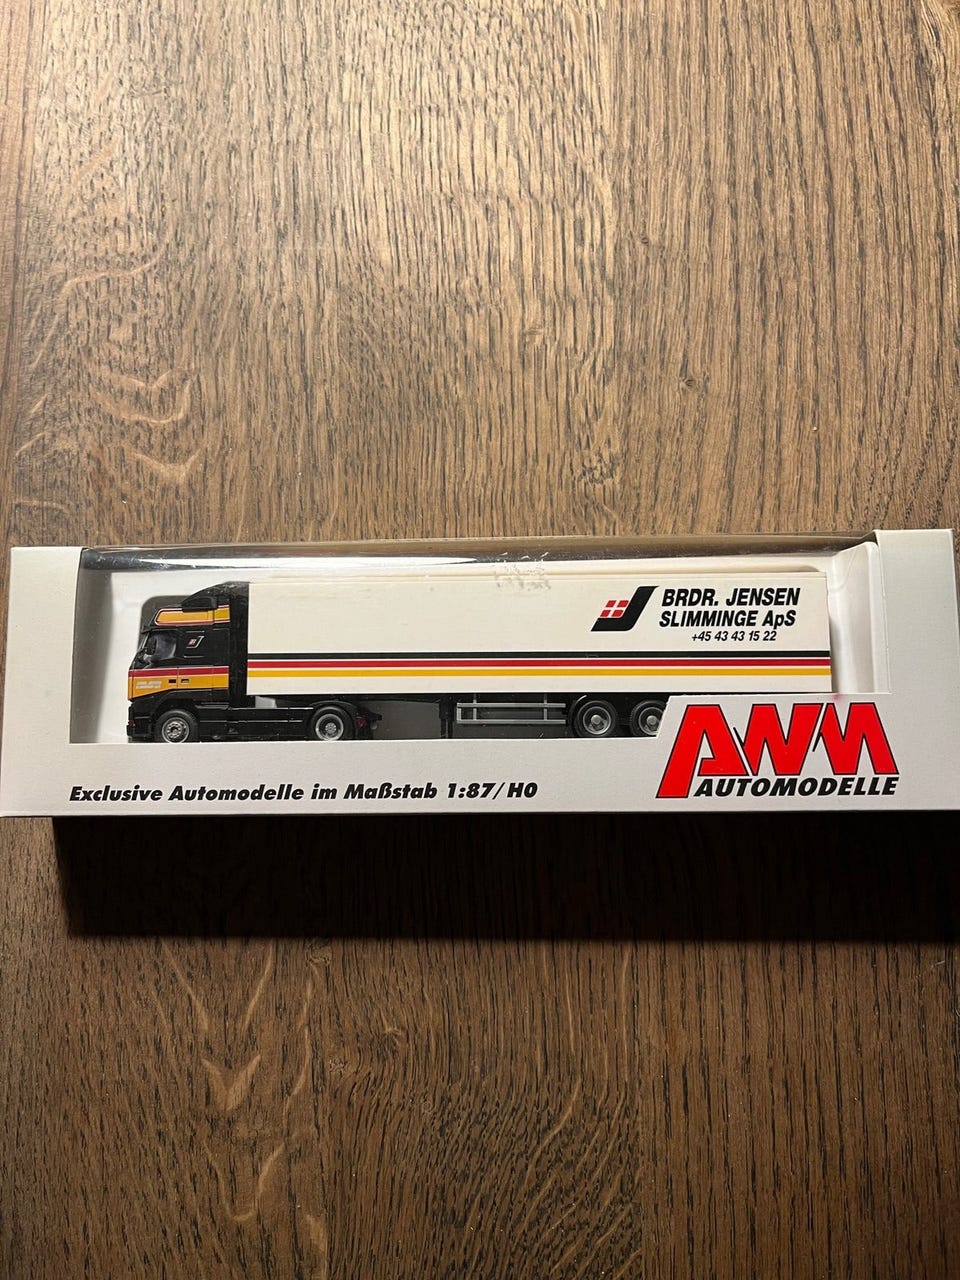 BRDR. JENSEN
SLIMMINGE ApS
+45 43 43 15 22
Exclusive Automodelle im Maßstab 1:87/H0
AWM
AUTOMODELLE